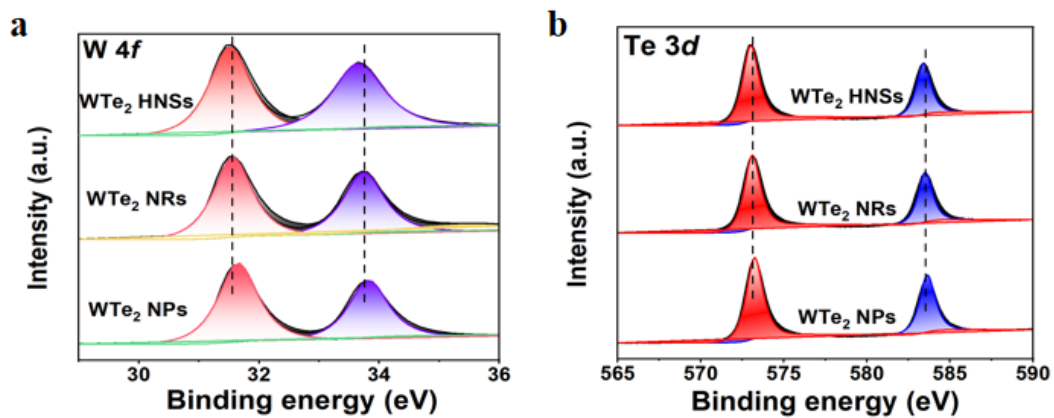 a
W 4f
WTe₂ HNSs
WTe₂ NRs
WTe₂ NPs
Intensity (a.u.)
30 32 34 36
Binding energy (eV)
b
Te 3d
WTe₂ HNSs
WTe₂ NRs
WTe₂ NPs
Intensity (a.u.)
565 570 575 580 585 590
Binding energy (eV)